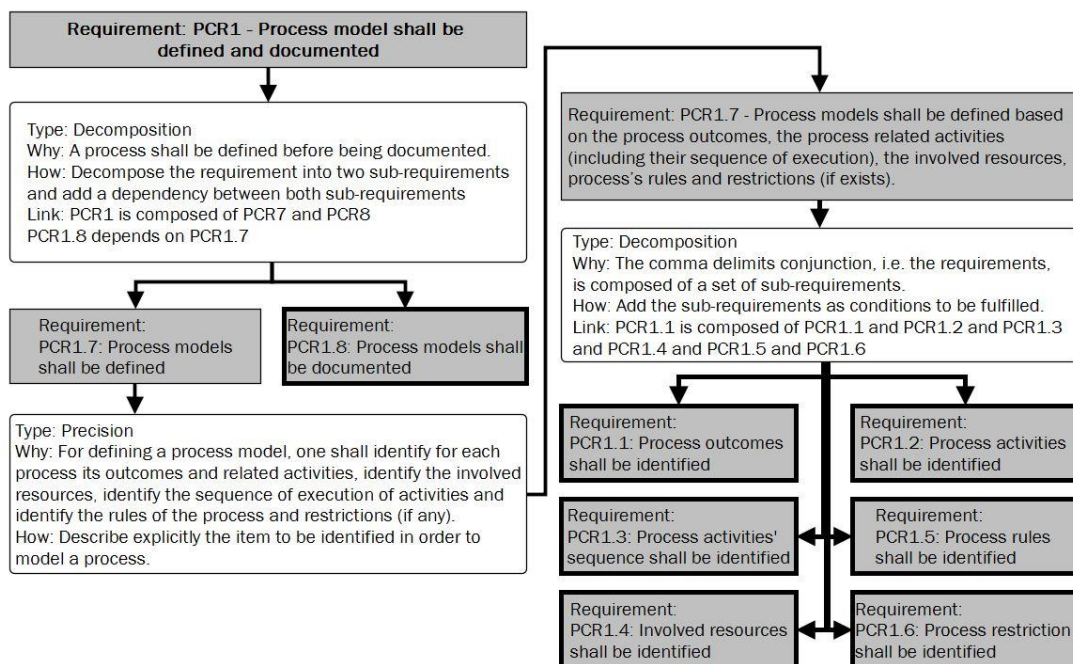 Requirement: PCR1 - Process model shall be
defined and documented
Type: Decomposition
Why: A process shall be defined before being documented.
How: Decompose the requirement into two sub-requirements
and add a dependency between both sub-requirements
Link: PCR1 is composed of PCR7 and PCR8
PCR1.8 depends on PCR1.7
Requirement:
PCR1.7: Process models
shall be defined
Requirement:
PCR1.8: Process models shall
be documented
Type: Precision
Why: For defining a process model, one shall identify for each
process its outcomes and related activities, identify the involved
resources, identify the sequence of execution of activities and
identify the rules of the process and restrictions (if any).
How: Describe explicitly the item to be identified in order to
model a process.
Requirement: PCR1.7 - Process models shall be defined based
on the process outcomes, the process related activities
(including their sequence of execution), the involved resources,
process's rules and restrictions (if exists).
Type: Decomposition
Why: The comma delimits conjunction, i.e. the requirements,
is composed of a set of sub-requirements.
How: Add the sub-requirements as conditions to be fulfilled.
Link: PCR1.1 is composed of PCR1.1 and PCR1.2 and PCR1.3
and PCR1.4 and PCR1.5 and PCR1.6
Requirement:
PCR1.1: Process outcomes
shall be identified
Requirement:
PCR1.2: Process activities
shall be identified
Requirement:
PCR1.3: Process activities'
sequence shall be identified
Requirement:
PCR1.5: Process rules
shall be identified
Requirement:
PCR1.4: Involved resources
shall be identified
Requirement:
PCR1.6: Process restriction
shall be identified